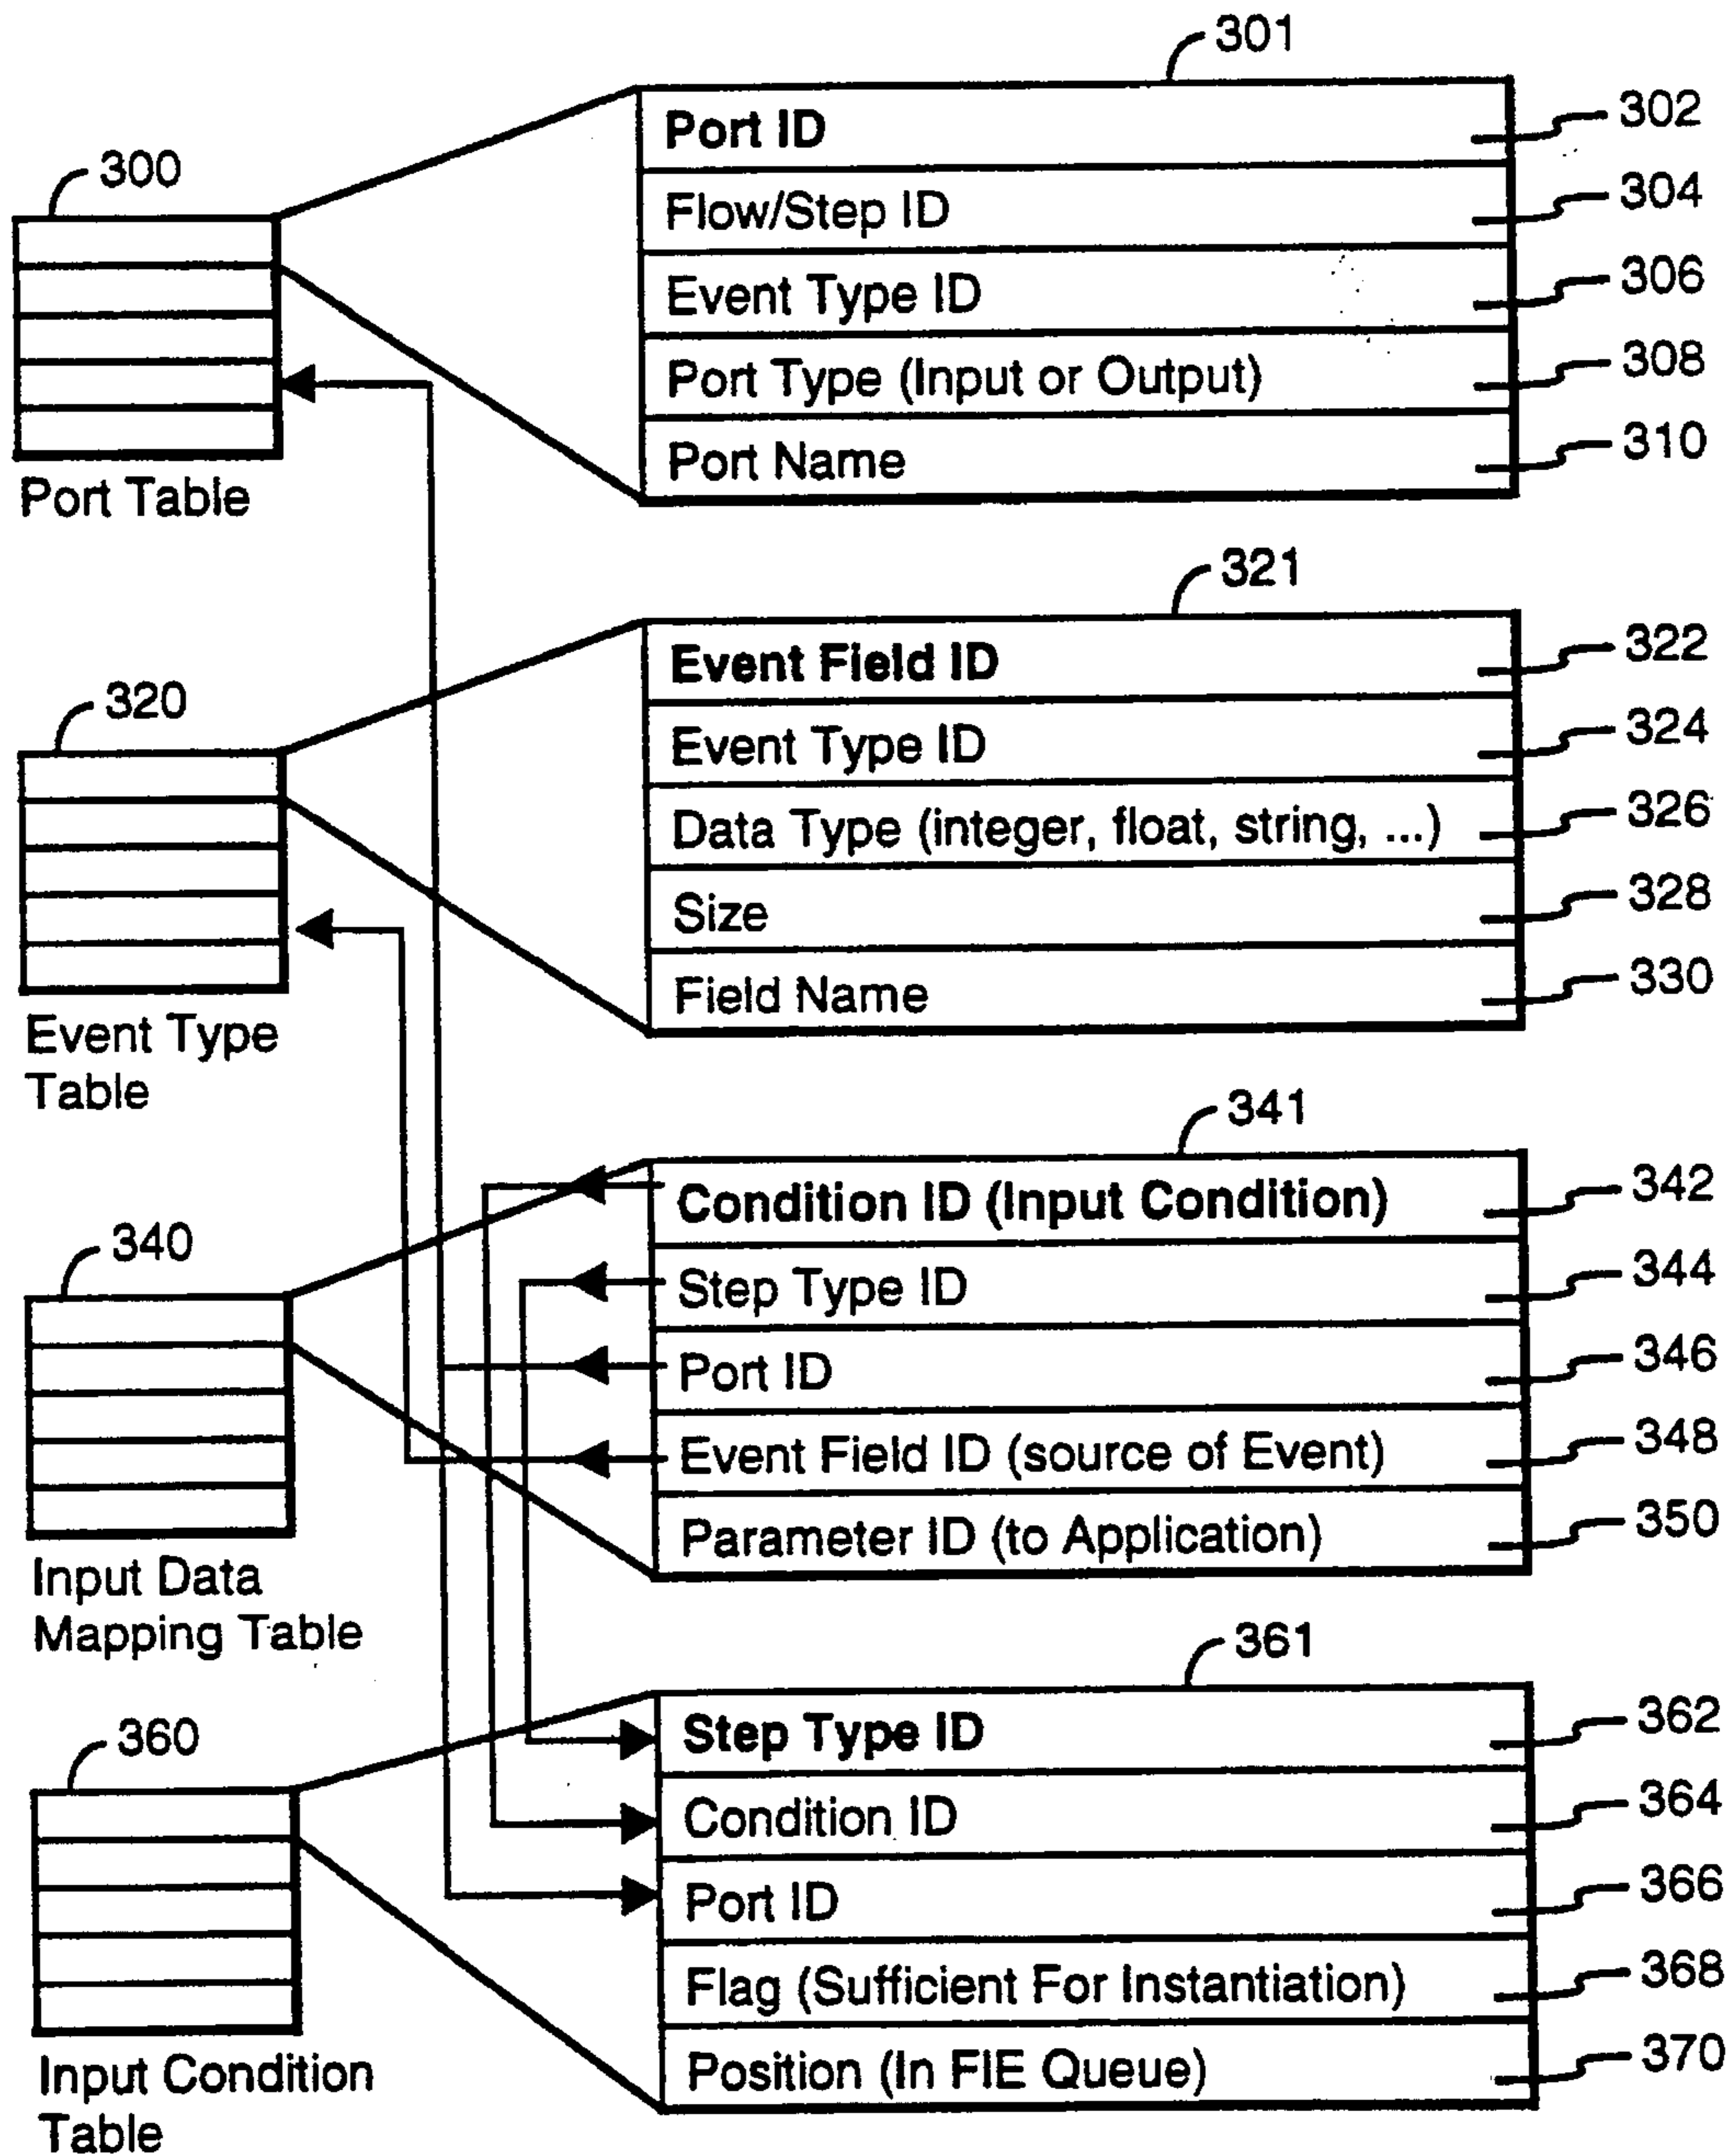 301
Port ID
302
300
Flow/Step ID
304
Event Type ID
306
Port Type (Input or Output)
308
Port Name
310
Port Table
321
Event Field ID
322
320
Event Type ID
324
Data Type (integer, float, string, ...)
326
Size
328
Field Name
330
Event Type
Table
341
Condition ID (Input Condition)
342
340
Step Type ID
344
Port ID
346
Event Field ID (source of Event)
348
Parameter ID (to Application)
350
Input Data
Mapping Table
361
Step Type ID
362
360
Condition ID
364
Port ID
366
Flag (Sufficient For Instantiation)
368
Position (In FIE Queue)
370
Input Condition
Table